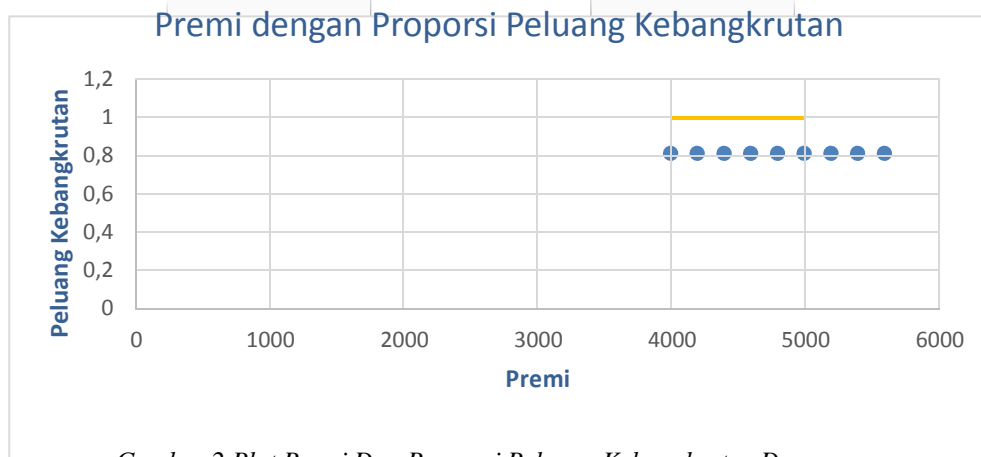 Premi dengan Proporsi Peluang Kebangkrutan
Peluang Kebangkrutan
1,2
1
0,8
0,6
0,4
0,2
0
0 1000 2000 3000 4000 5000 6000
Premi